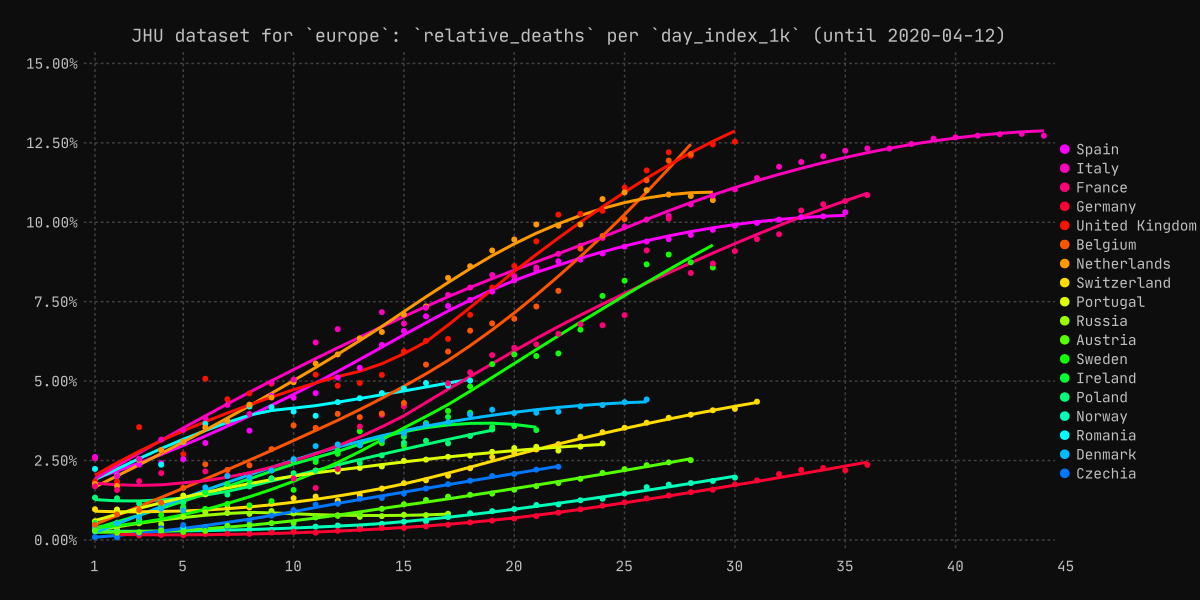 JHU dataset for `europe`: `relative_deaths` per `day_index_1k` (until 2020-04-12)
15.00%
12.50%
10.00%
7.50%
5.00%
2.50%
0.00%
1 5 10 15 20 25 30 35 40 45
Spain
Italy
France
Germany
United Kingdom
Belgium
Netherlands
Switzerland
Portugal
Russia
Austria
Sweden
Ireland
Poland
Norway
Romania
Denmark
Czechia